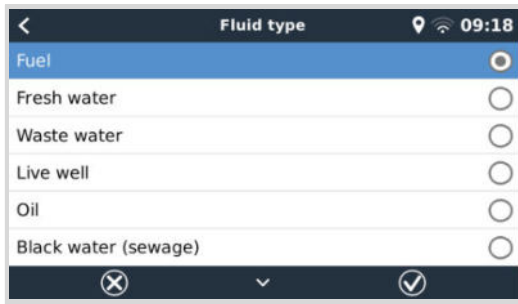 Fluid type
09:18
Fuel
Fresh water
Waste water
Live well
Oil
Black water (sewage)